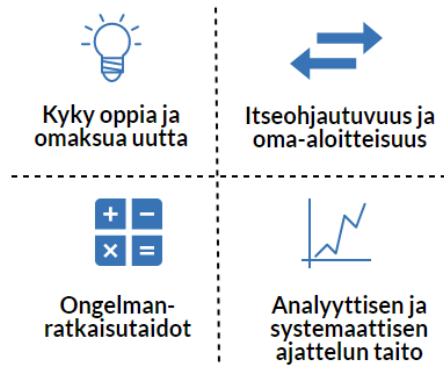 Kyky oppia ja
omaksua uutta
Itseohjautuvuus ja
oma-aloitteisuus
Ongelman-
ratkaisutaidot
Analyyttisen ja
systemaattisen
ajattelun taito